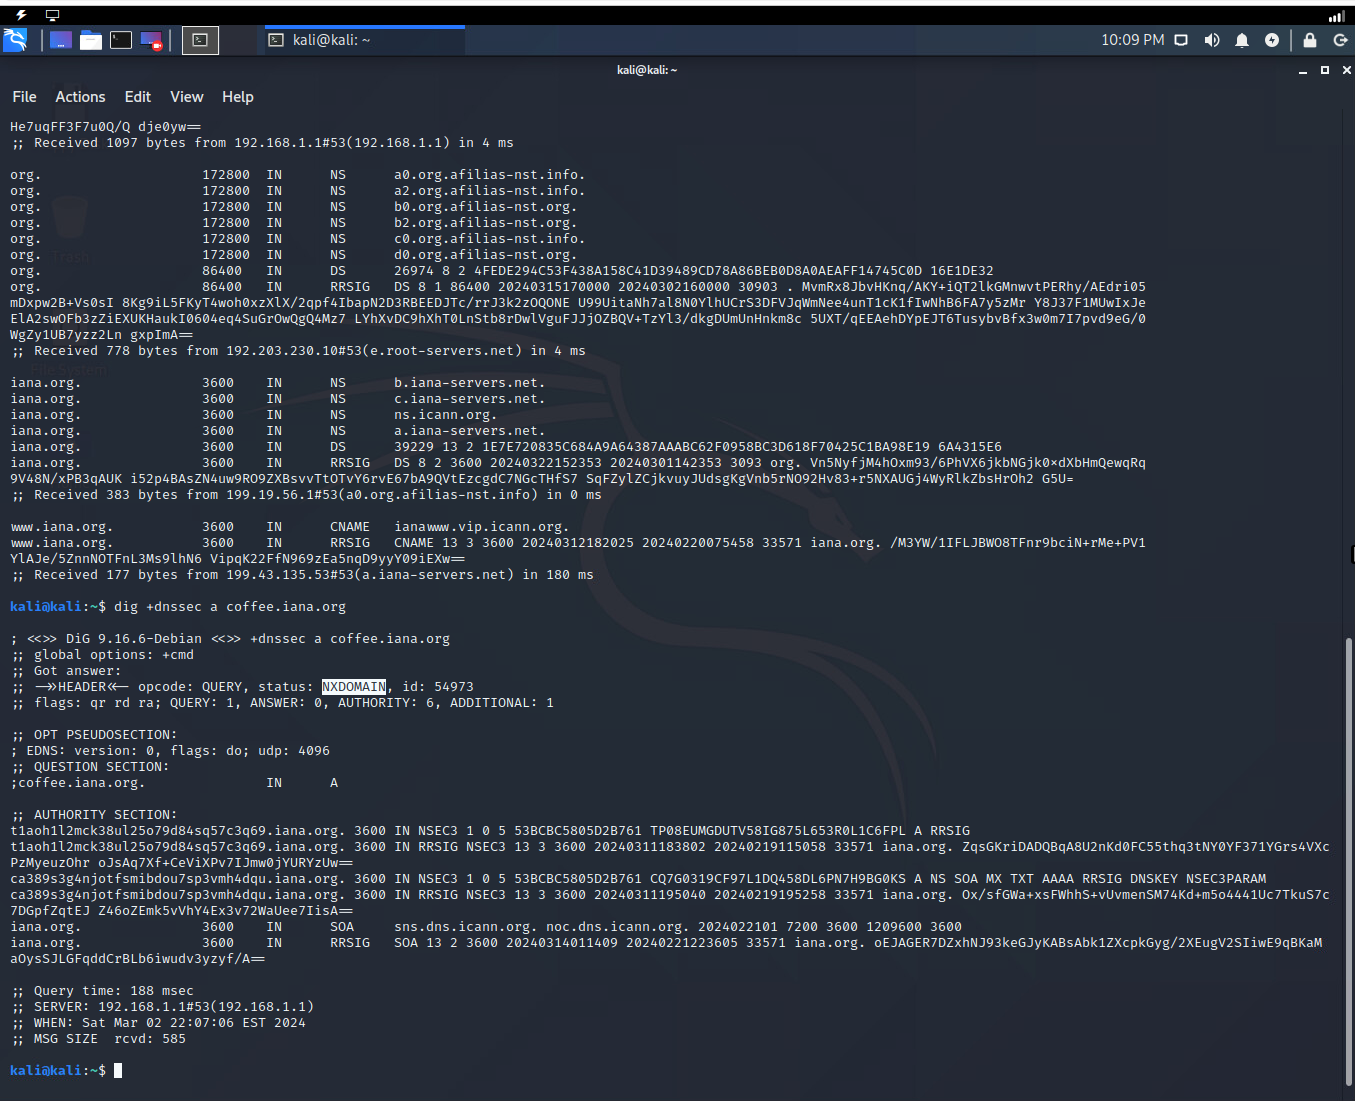 kali@kali: ~
10:09 PM
kali@kali: ~
File Actions Edit View Help
He7uqFF3F7u0Q/Q dje0yw==
;; Received 1097 bytes from 192.168.1.1#53(192.168.1.1) in 4 ms
org. 172800 IN NS a0.org.afilias-nst.info.
org. 172800 IN NS a2.org.afilias-nst.info.
org. 172800 IN NS b0.org.afilias-nst.org.
org. 172800 IN NS b2.org.afilias-nst.org.
org. 172800 IN NS c0.org.afilias-nst.info.
org. 172800 IN NS d0.org.afilias-nst.org.
org. 86400 IN DS 26974 8 2 4FEDE294C53F438A158C41D39489CD78A86BEB0D8A0AEAFF14745C0D 16E1DE32
org. 86400 IN RRSIG DS 8 1 86400 20240315170000 20240302160000 30903 . MvmRx8JbvHKnq/AKY+iQT2lkGMnwvtPERhy/AEdri05
mDxpw2B+Vs0sI 8Kg9iL5FKyT4woh0xzXlX/2qpf4IbapN2D3RBEEDJTc/rrJ3k2zOQONE U99UitaNh7al8N0YlhUCrS3DFVJqWmNee4unT1cK1fIwNhB6FA7y5zMr Y8J37F1MUwIxJe
ElA2swOFb3zZiEXUKHaukI0604eq4SuGrOwQgQ4Mz7 LYhXvDC9hXhT0LnStb8rDwlVguFJJjOZBQV+TzYl3/dkgDUmUnHnkm8c 5UXT/qEEAehDYpEJT6TusybvBfx3w0m7I7pvd9eG/0
WgZy1UB7yzz2Ln gxpImA==
;; Received 778 bytes from 192.203.230.10#53(e.root-servers.net) in 4 ms
iana.org. 3600 IN NS b.iana-servers.net.
iana.org. 3600 IN NS c.iana-servers.net.
iana.org. 3600 IN NS ns.icann.org.
iana.org. 3600 IN NS a.iana-servers.net.
iana.org. 3600 IN DS 39229 13 2 1E7E720835C684A9A64387AAABC62F0958BC3D618F70425C1BA98E19 6A4315E6
iana.org. 3600 IN RRSIG DS 8 2 3600 20240322152353 20240301142353 3093 org. Vn5NyfjM4hOxm93/6PhVX6jkbNGjk0×dXbHmQewqRq
9V48N/xPB3qAUK i52p4BAsZN4uw9RO9ZXBsvvTtOTvY6rvE67bA9QVtEzcgdC7NGcTHfS7 SqFZylZCjkvuyJUdsgKgVnb5rNO92Hv83+r5NXAUGj4WyRlkZbsHrOh2 G5U=
;; Received 383 bytes from 199.19.56.1#53(a0.org.afilias-nst.info) in 0 ms
www.iana.org. 3600 IN CNAME ianawww.vip.icann.org.
www.iana.org. 3600 IN RRSIG CNAME 13 3 3600 20240312182025 20240220075458 33571 iana.org. /M3YW/1IFLJBWO8TFnr9bciN+rMe+PV1
YlAJe/5ZnnNOTFnL3Ms9lhN6 VipqK22FfN969zEa5nqD9yyY09iEXw==
;; Received 177 bytes from 199.43.135.53#53(a.iana-servers.net) in 180 ms
kali@kali:~$ dig +dnssec a coffee.iana.org
; <<>> DiG 9.16.6-Debian <<>> +dnssec a coffee.iana.org
;; global options: +cmd
;; Got answer:
;; ->>HEADER<<- opcode: QUERY, status: NXDOMAIN, id: 54973
;; flags: qr rd ra; QUERY: 1, ANSWER: 0, AUTHORITY: 6, ADDITIONAL: 1
;; OPT PSEUDOSECTION:
; EDNS: version: 0, flags: do; udp: 4096
;; QUESTION SECTION:
;coffee.iana.org. IN A
;; AUTHORITY SECTION:
t1aoh1l2mck38ul25o79d84sq57c3q69.iana.org. 3600 IN NSEC3 1 0 5 53BCBC5805D2B761 TP08EUMGDUTV58IG875L653R0L1C6FPL A RRSIG
t1aoh1l2mck38ul25o79d84sq57c3q69.iana.org. 3600 IN RRSIG NSEC3 13 3 3600 20240311183802 20240219115058 33571 iana.org. ZqsGKriDADQBqA8U2nKd0FC55thq3tNY0YF371YGrs4VXc
PzMyeuzOhr oJsAq7Xf+CeViXPv7IJmw0jYURYzUw==
ca389s3g4njotfsmibdou7sp3vmh4dqu.iana.org. 3600 IN NSEC3 1 0 5 53BCBC5805D2B761 CQ7G0319CF97L1DQ458DL6PN7H9BG0KS A NS SOA MX TXT AAAA RRSIG DNSKEY NSEC3PARAM
ca389s3g4njotfsmibdou7sp3vmh4dqu.iana.org. 3600 IN RRSIG NSEC3 13 3 3600 20240311195040 20240219195258 33571 iana.org. Ox/sfGWa+xsFWhhS+vUvmenSM74Kd+m5o4441Uc7TkuS7c
7DGpfZqtEJ Z46oZEmk5vVhY4Ex3v72WaUee7IisA==
iana.org. 3600 IN SOA sns.dns.icann.org. noc.dns.icann.org. 2024022101 7200 3600 1209600 3600
iana.org. 3600 IN RRSIG SOA 13 2 3600 20240314011409 20240221223605 33571 iana.org. oEJAGER7DZxhNJ93keGJyKABsAbk1ZXcpkGyg/2XEugV2SIiwE9qBKaM
aOysSJLGFqddCrBLb6iwudv3yzyf/A==
;; Query time: 188 msec
;; SERVER: 192.168.1.1#53(192.168.1.1)
;; WHEN: Sat Mar 02 22:07:06 EST 2024
;; MSG SIZE rcvd: 585
kali@kali:~$